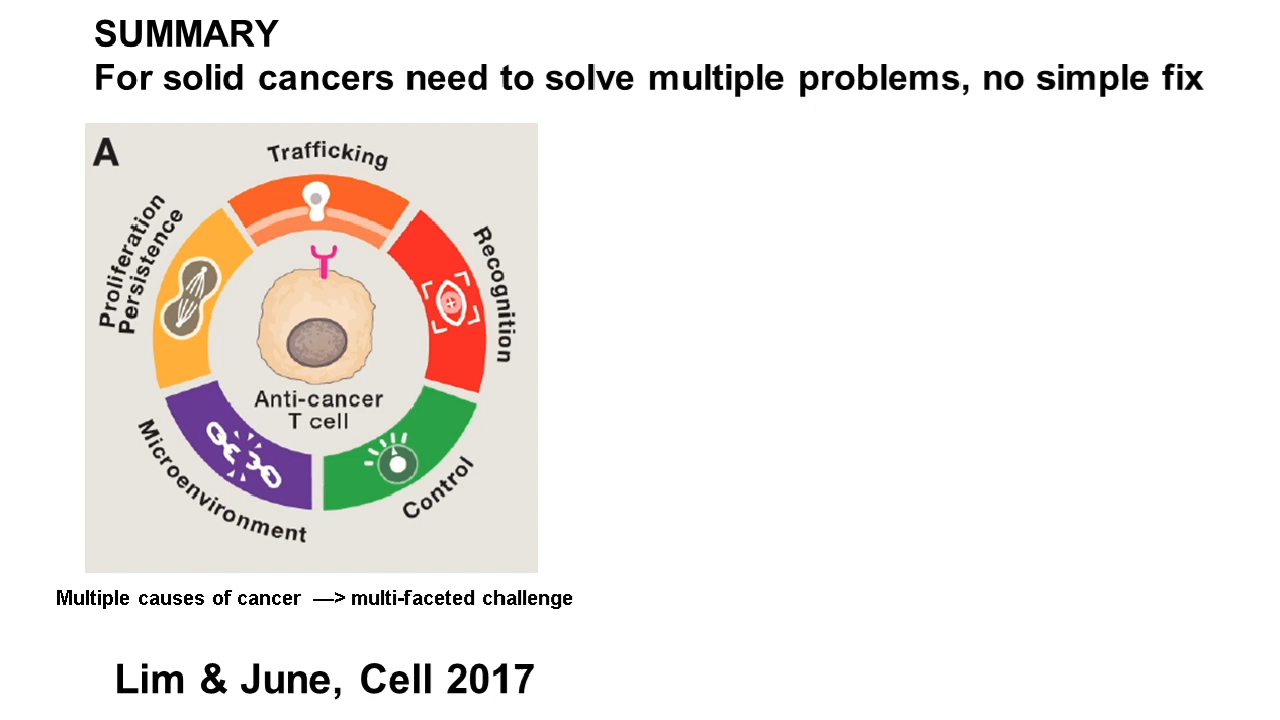 SUMMARY
For solid cancers need to solve multiple problems, no simple fix
A
Trafficking
Proliferation
Persistence
Recognition
Anti-cancer
T cell
Microenvironment
Control
Multiple causes of cancer —> multi-faceted challenge
Lim & June, Cell 2017